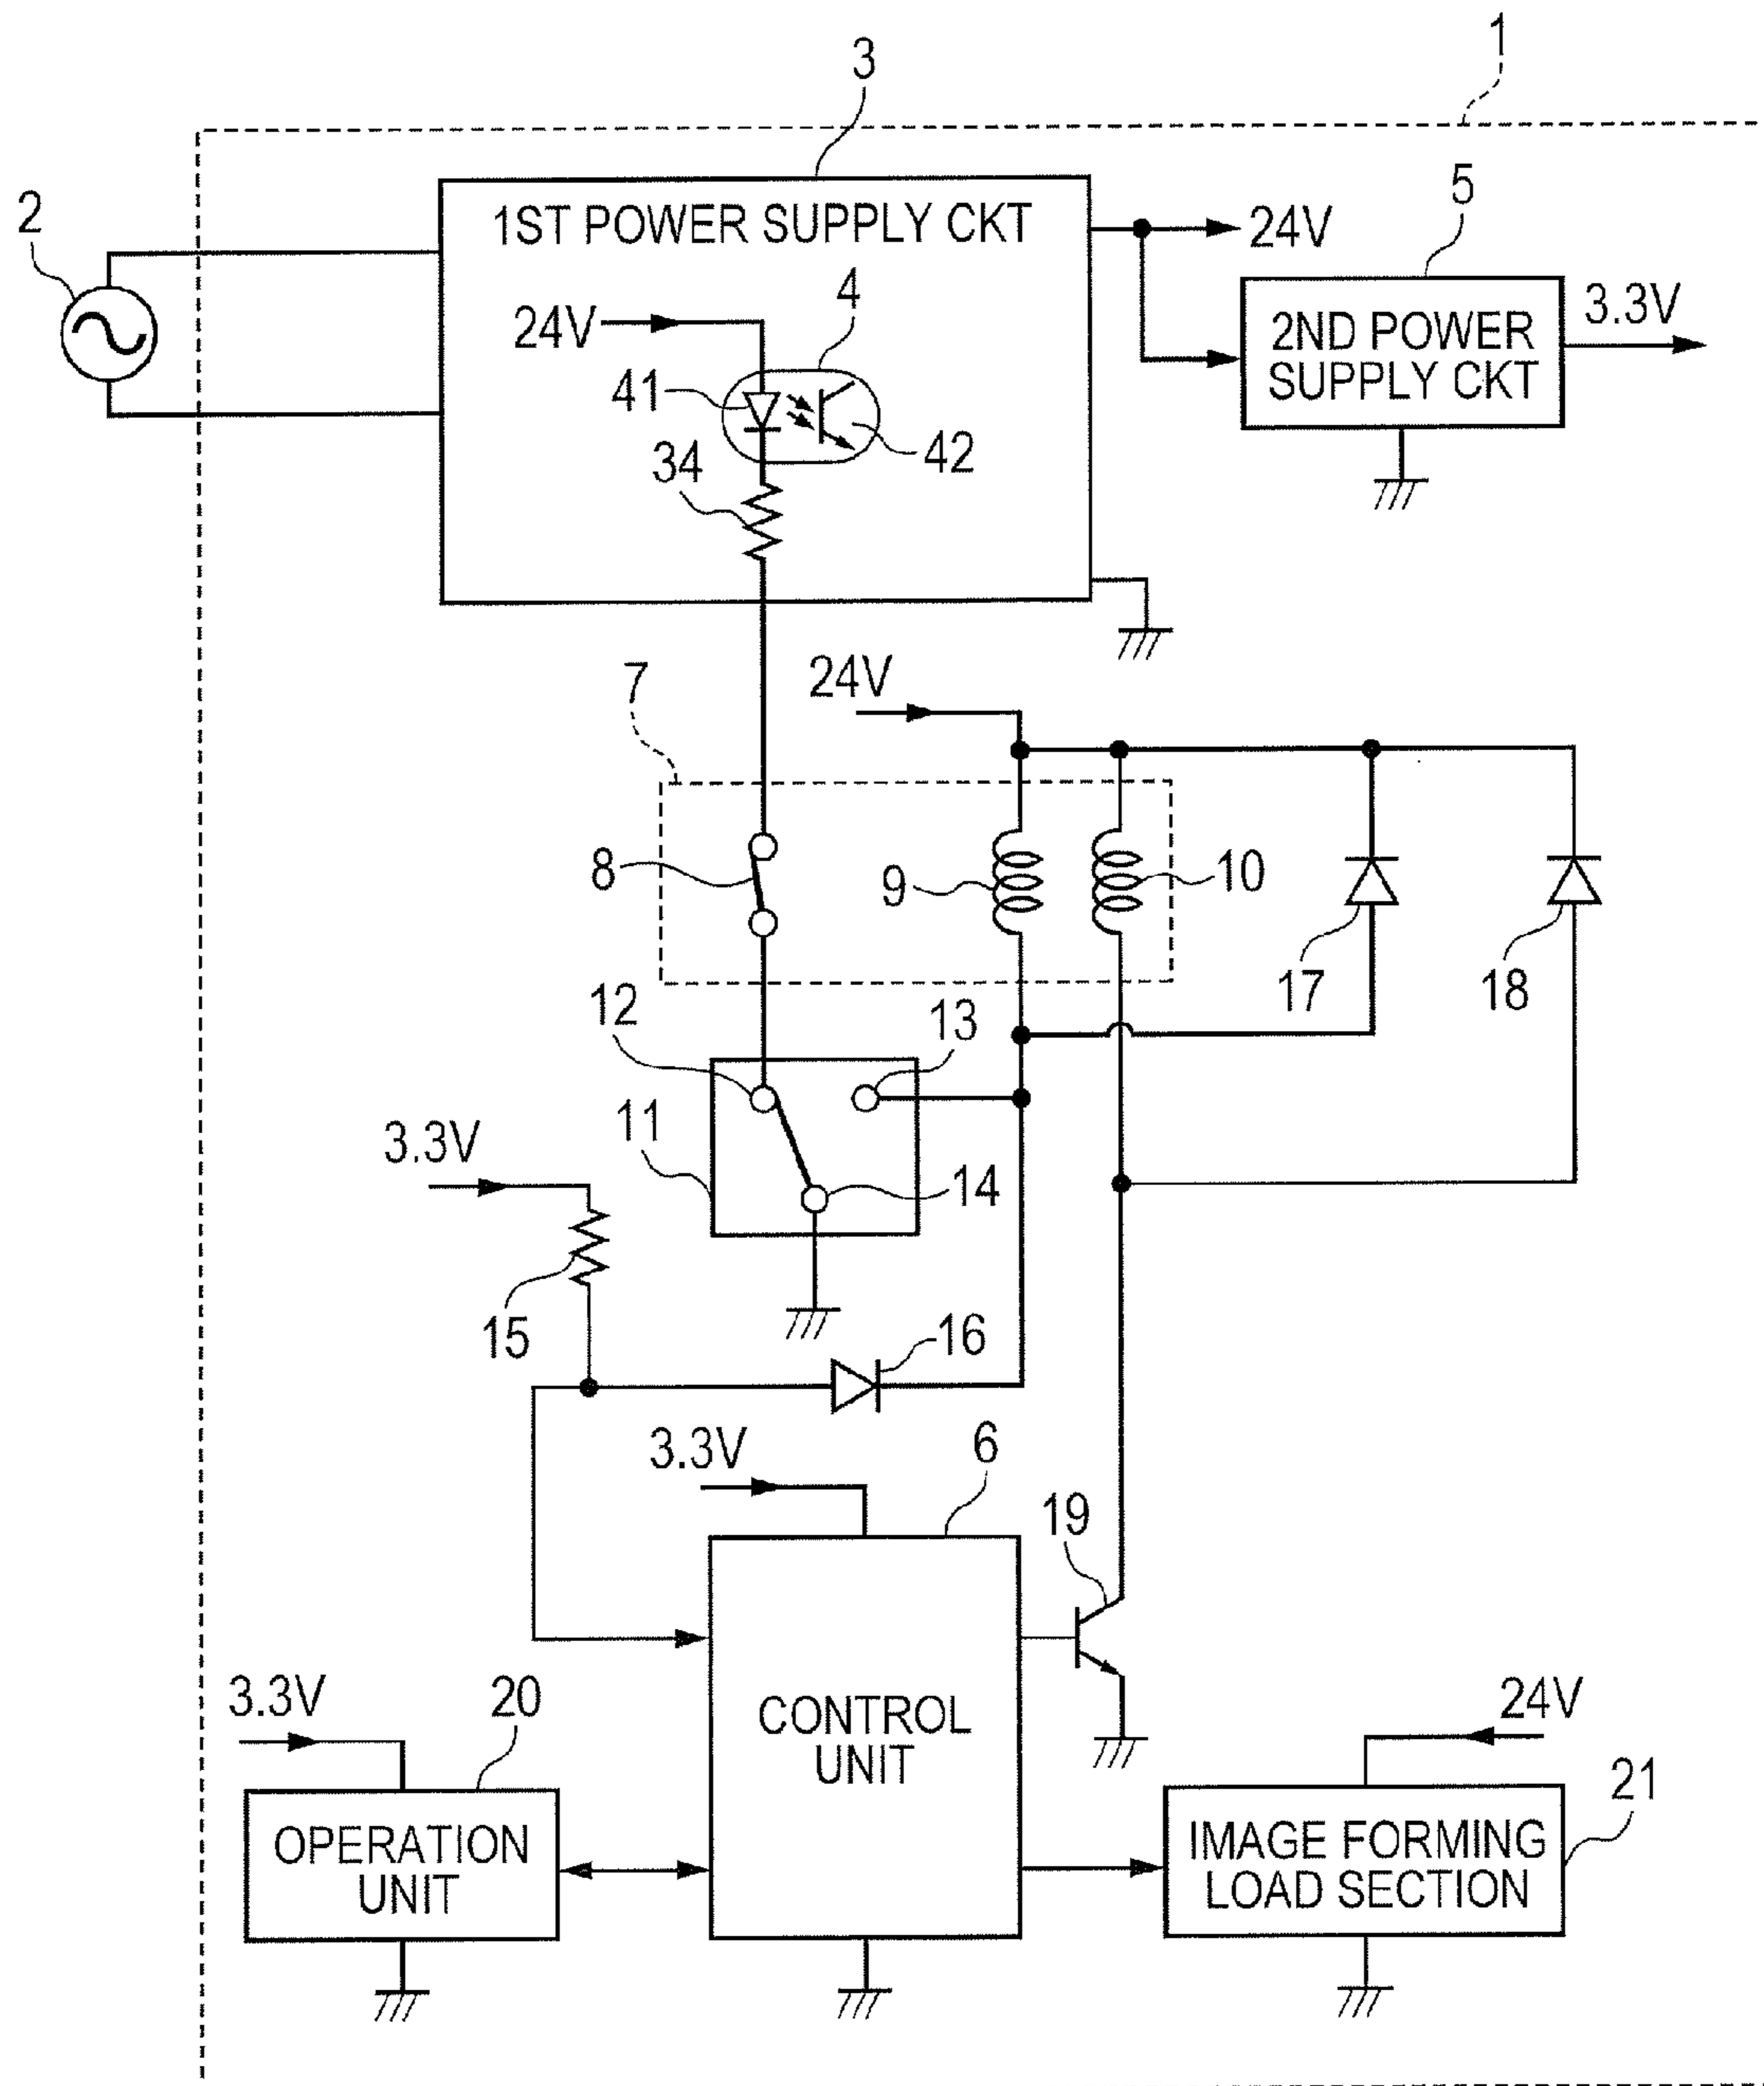 1
3
2
1ST POWER SUPPLY CKT
5
24V
4
24V
3.3V
2ND POWER
SUPPLY CKT
41
42
34
7
24V
8
9
10
17
18
12
13
11
3.3V
14
15
16
3.3V
6
19
3.3V
20
24V
CONTROL
UNIT
21
OPERATION
UNIT
IMAGE FORMING
LOAD SECTION